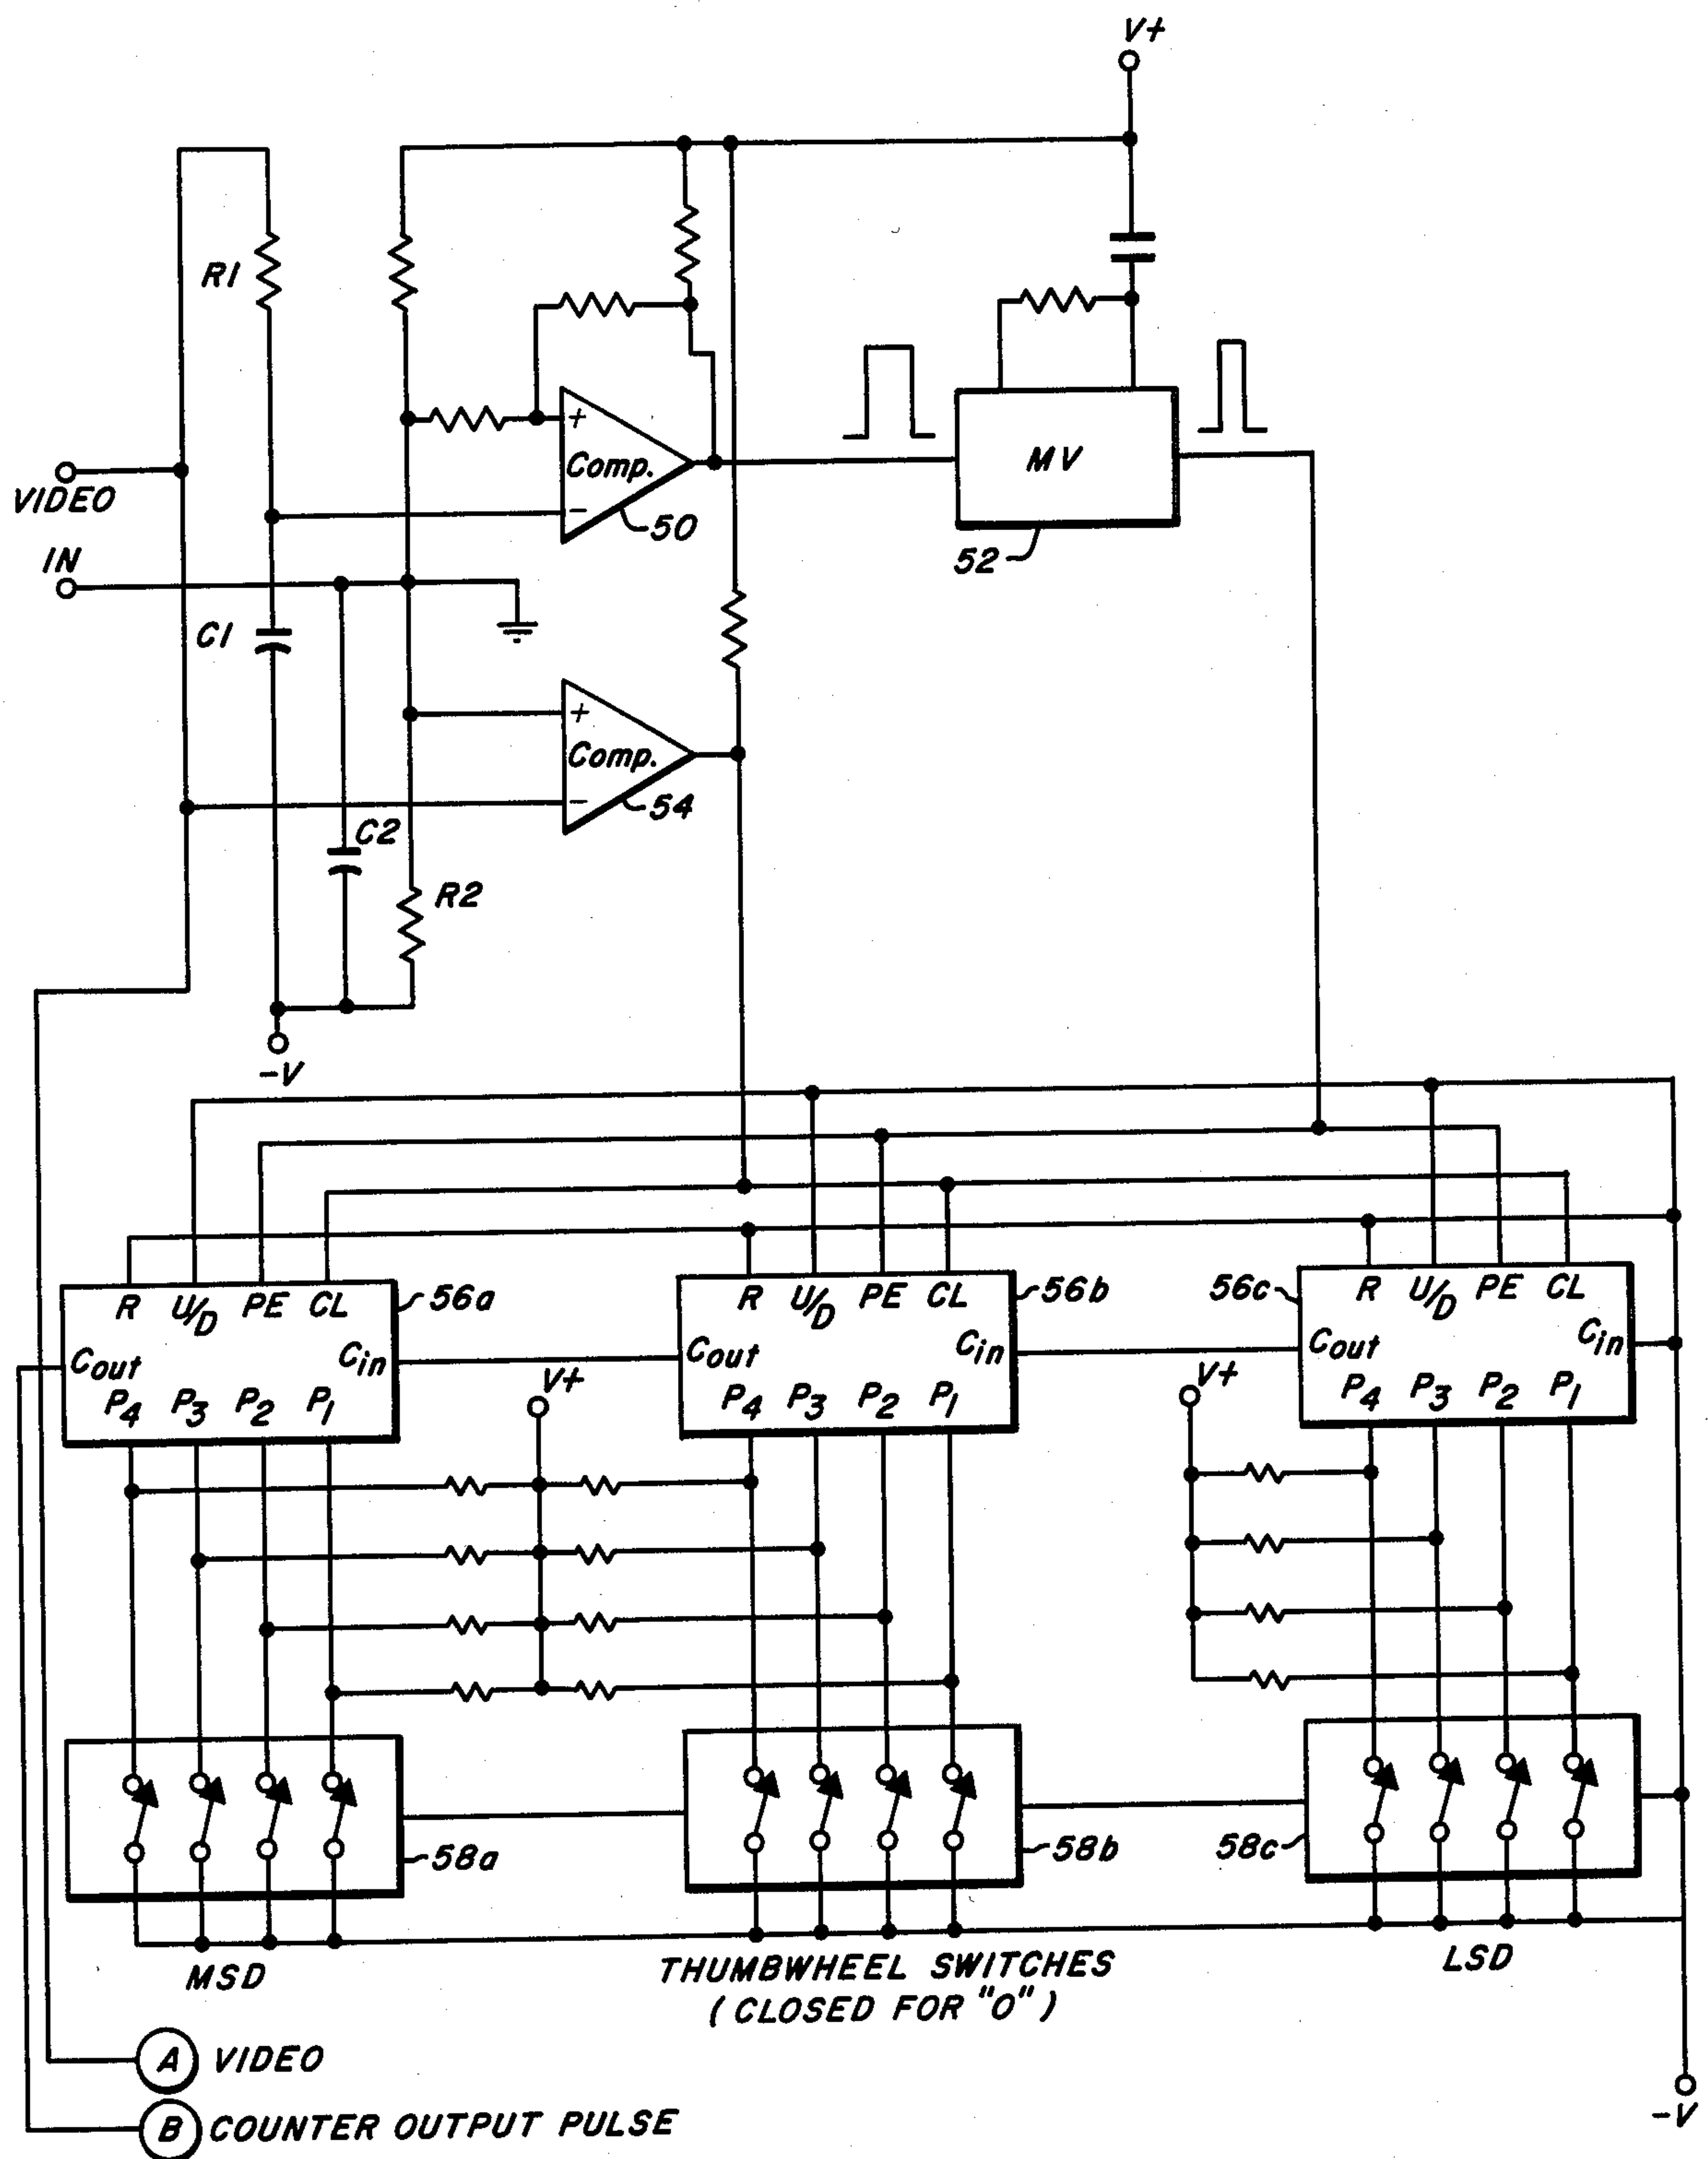 V+
R1
+
Comp.
-
50
MV
52
VIDEO
IN
C1
+
Comp.
-
54
C2
R2
-V
R U/D PE CL
56a
Cout Cin
P4 P3 P2 P1
V+
R U/D PE CL
56b
Cout Cin
P4 P3 P2 P1
V+
56c
R U/D PE CL
Cout Cin
P4 P3 P2 P1
58a
58b
58c
MSD
THUMBWHEEL SWITCHES
(CLOSED FOR "0")
LSD
A VIDEO
B COUNTER OUTPUT PULSE
-V